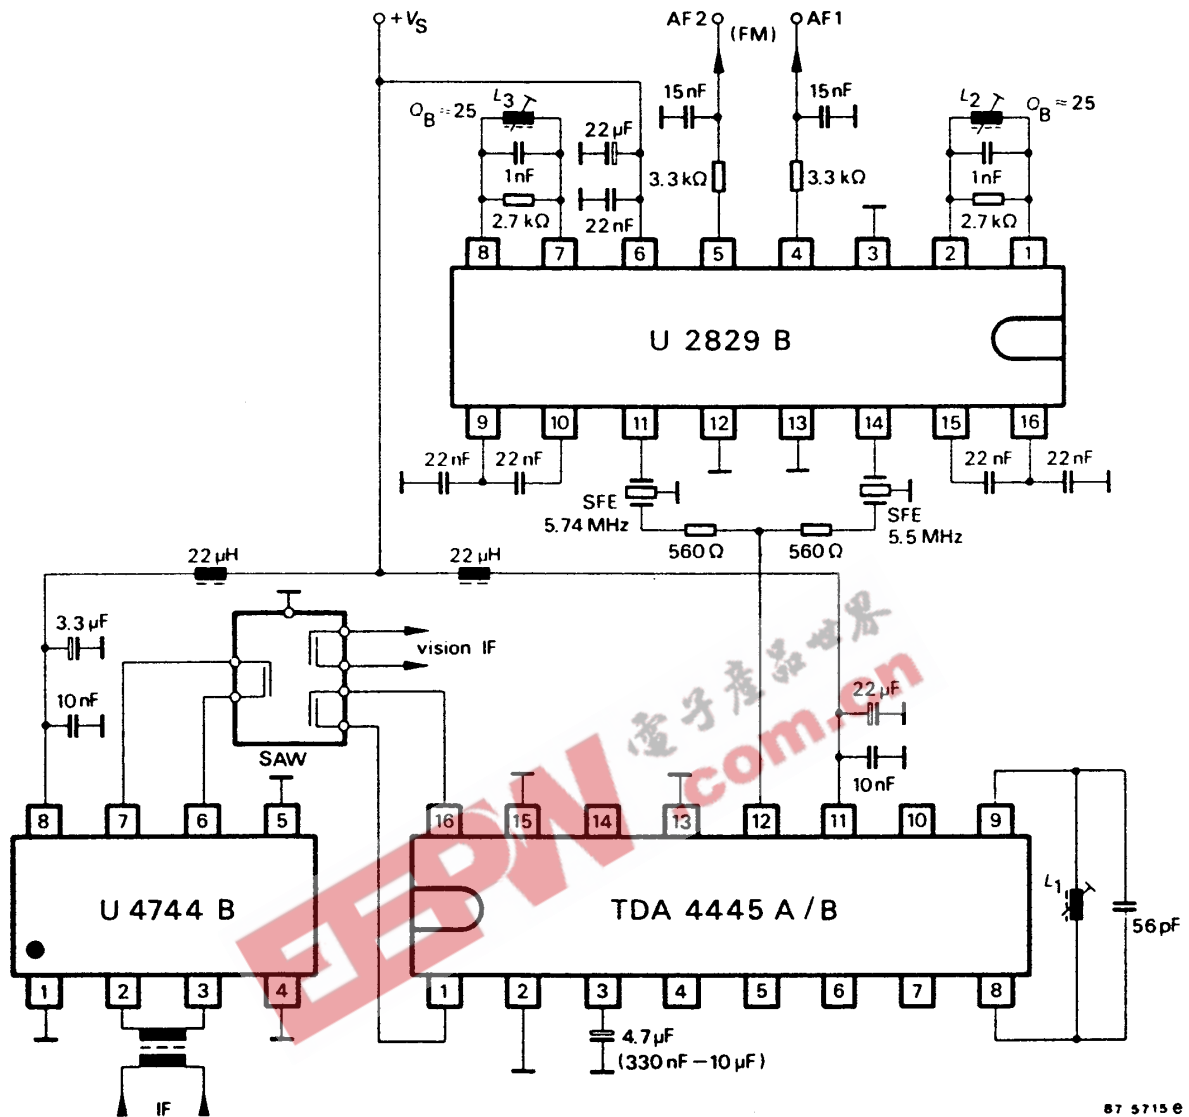 +VS
AF2
(FM)
AF1
15 nF
15 nF
QB ≈ 25
L3
22 µF
L2
QB ≈ 25
1 nF
3.3 kΩ
3.3 kΩ
1 nF
2.7 kΩ
22 nF
2.7 kΩ
8
7
6
5
4
3
2
1
U 2829 B
9
10
11
12
13
14
15
16
22 nF
22 nF
22 nF
22 nF
SFE
5.74 MHz
SFE
5.5 MHz
560 Ω
560 Ω
22 µH
22 µH
3.3 µF
vision IF
10 nF
SAW
22 µF
10 nF
電子產品世界
.com.cn
EEPW
8
7
6
5
16
15
14
13
12
11
10
9
U 4744 B
TDA 4445 A/B
L1
56 pF
1
2
3
4
1
2
3
4
5
6
7
8
4.7 µF
(330 nF – 10 µF)
IF
87 5715 e